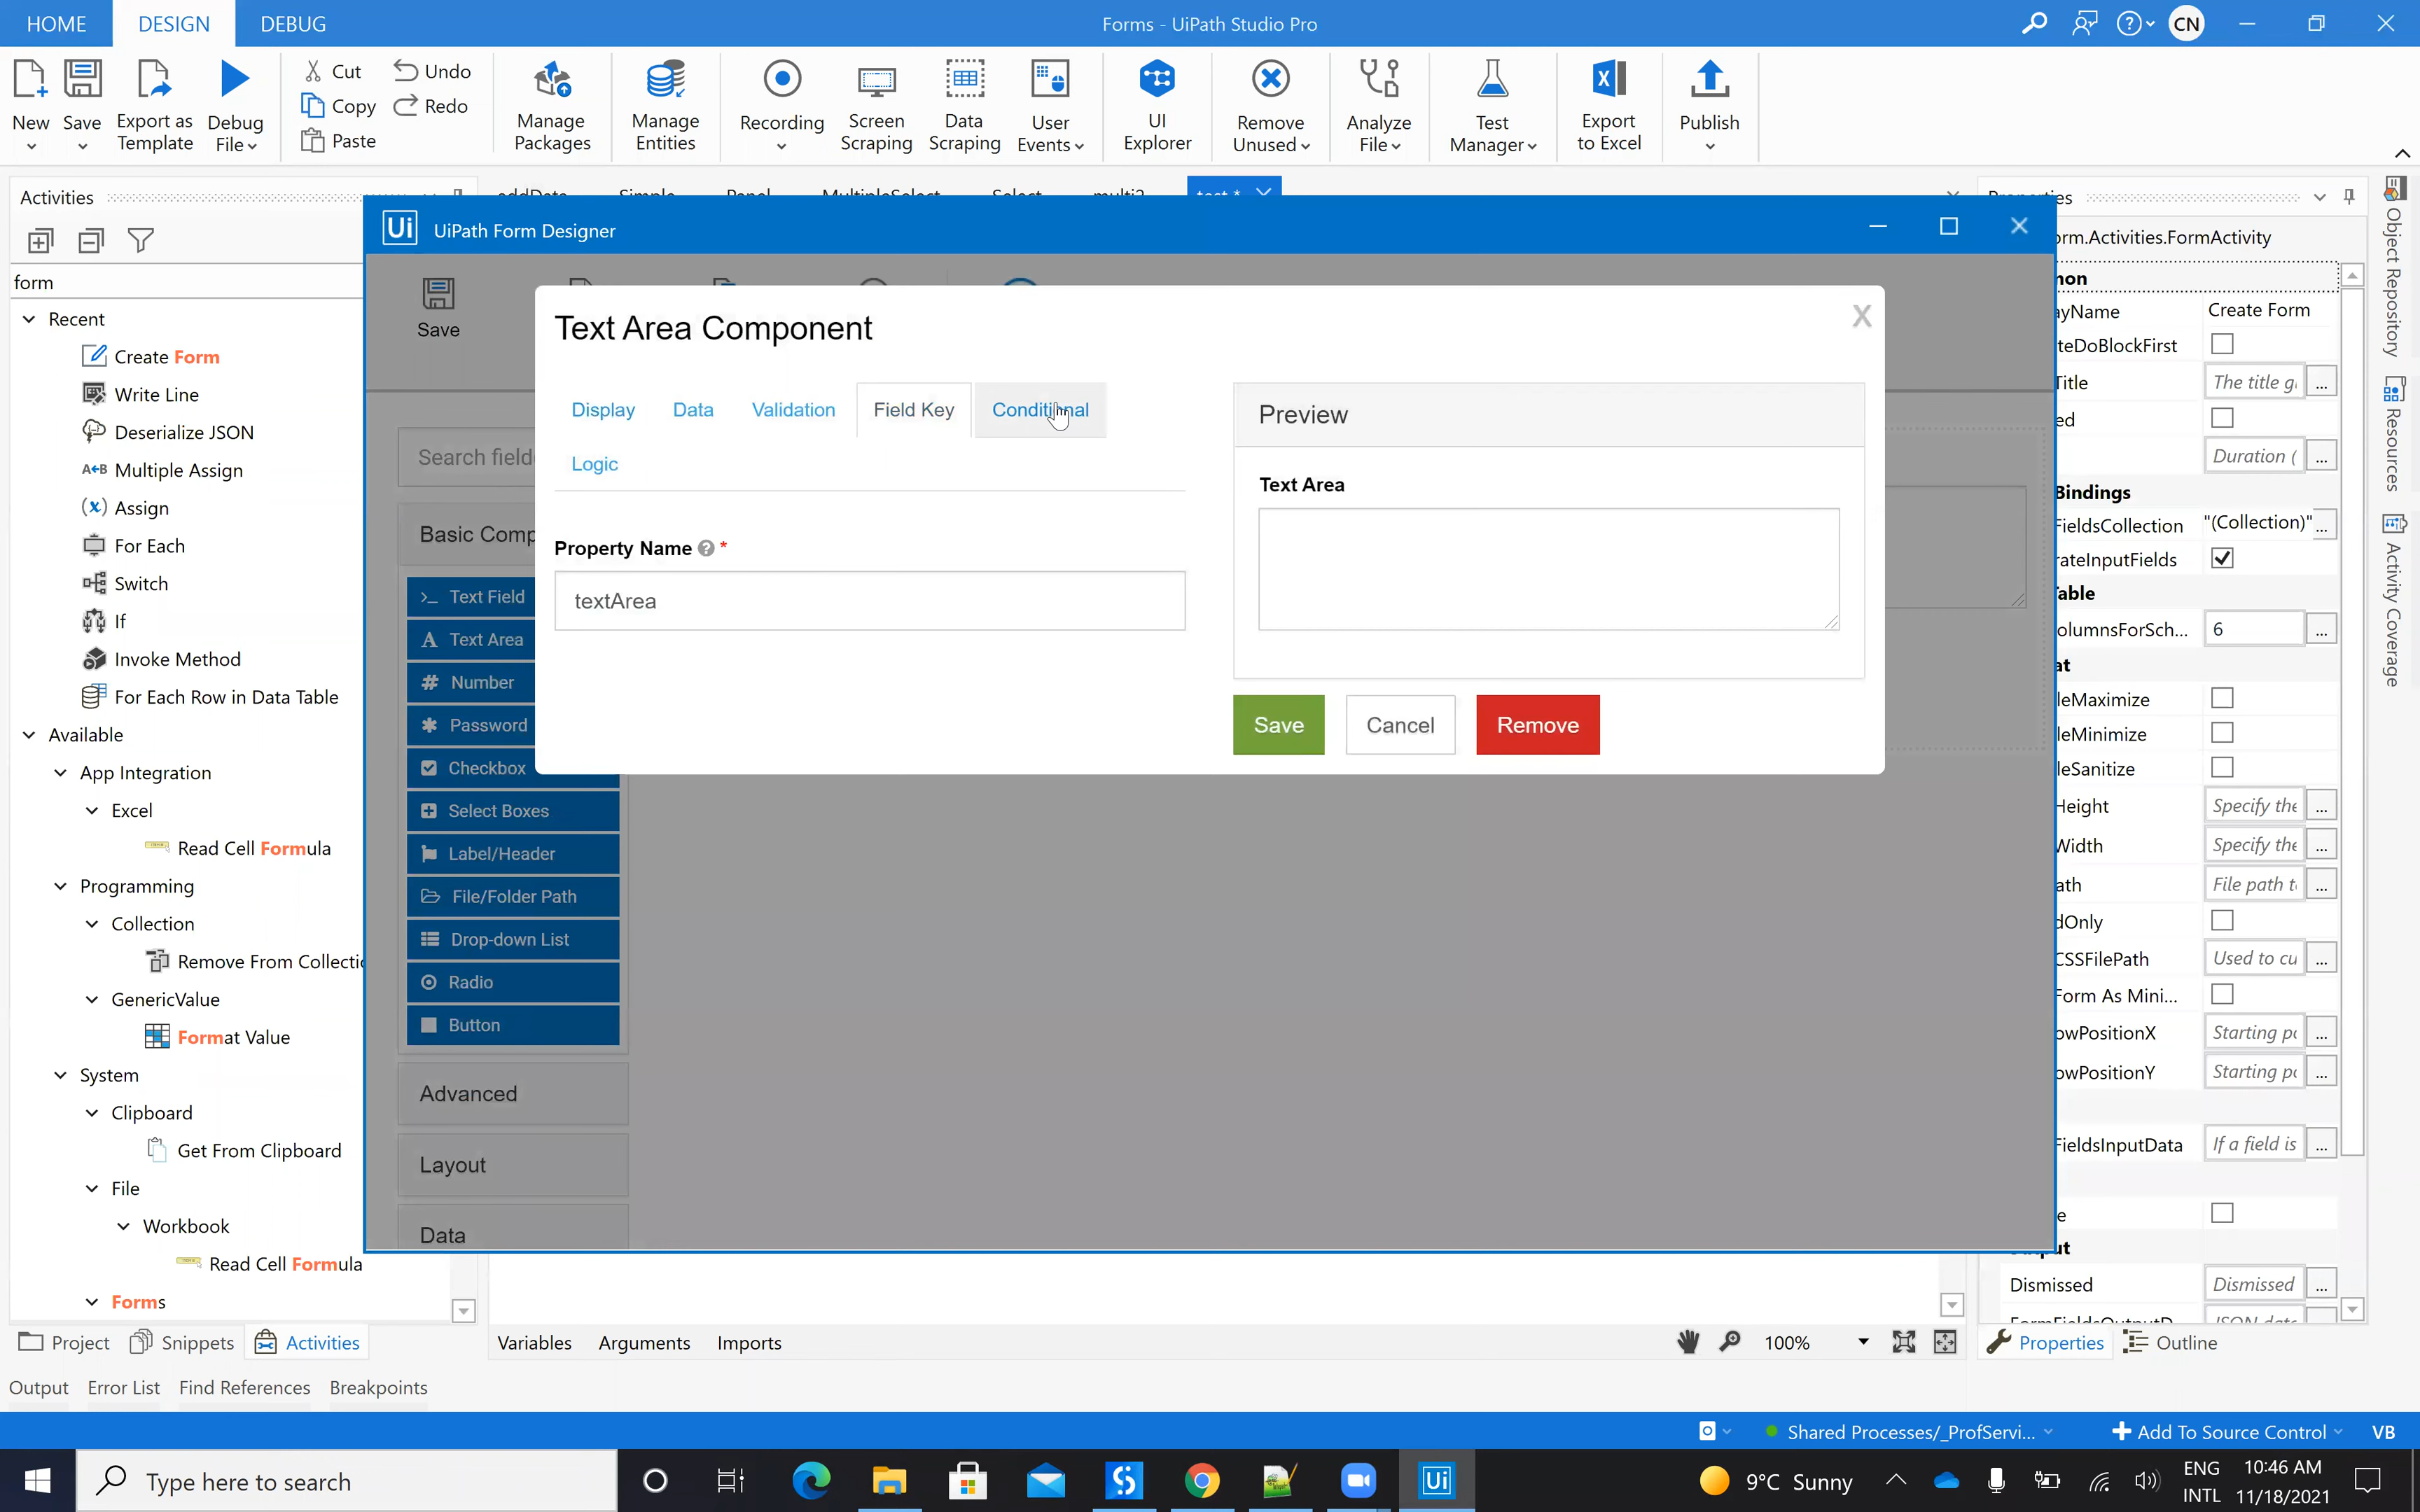 HOME DESIGN DEBUG Forms - UiPath Studio Pro CN
New Save Export as Template Debug File
Cut Copy Paste Undo Redo
Manage Packages Manage Entities Recording Screen Scraping Data Scraping User Events UI Explorer Remove Unused Analyze File Test Manager Export to Excel Publish
Activities
form
Recent
Create Form
Write Line
Deserialize JSON
A+B Multiple Assign
Assign
For Each
Switch
If
Invoke Method
For Each Row in Data Table
Available
App Integration
Excel
Read Cell Formula
Programming
Collection
Remove From Collectio
GenericValue
Format Value
System
Clipboard
Get From Clipboard
File
Workbook
Read Cell Formula
Forms
Project Snippets Activities
Output Error List Find References Breakpoints
Ui UiPath Form Designer
Save
Search field
Basic Comp
Text Field
Text Area
Number
Password
Checkbox
Select Boxes
Label/Header
File/Folder Path
Drop-down List
Radio
Button
Advanced
Layout
Data
Text Area Component X
Display Data Validation Field Key Conditional
Logic
Property Name *
textArea
Preview
Text Area
Save Cancel Remove
Variables Arguments Imports 100%
orm.Activities.FormActivity
ayName Create Form
teDoBlockFirst
Title The title g
ed
Duration (
Bindings
FieldsCollection "(Collection)"
rateInputFields
able
olumnsForSch... 6
at
leMaximize
leMinimize
leSanitize
Height Specify the
Width Specify the
ath File path t
dOnly
CSSFilePath Used to cu
Form As Mini...
owPositionX Starting po
owPositionY Starting po
FieldsInputData If a field is
e
Dismissed Dismissed
Properties Outline
Object Repository
Resources
Activity Coverage
Shared Processes/_ProfServi... Add To Source Control VB
Type here to search
Ui
9°C Sunny ENG INTL 10:46 AM 11/18/2021